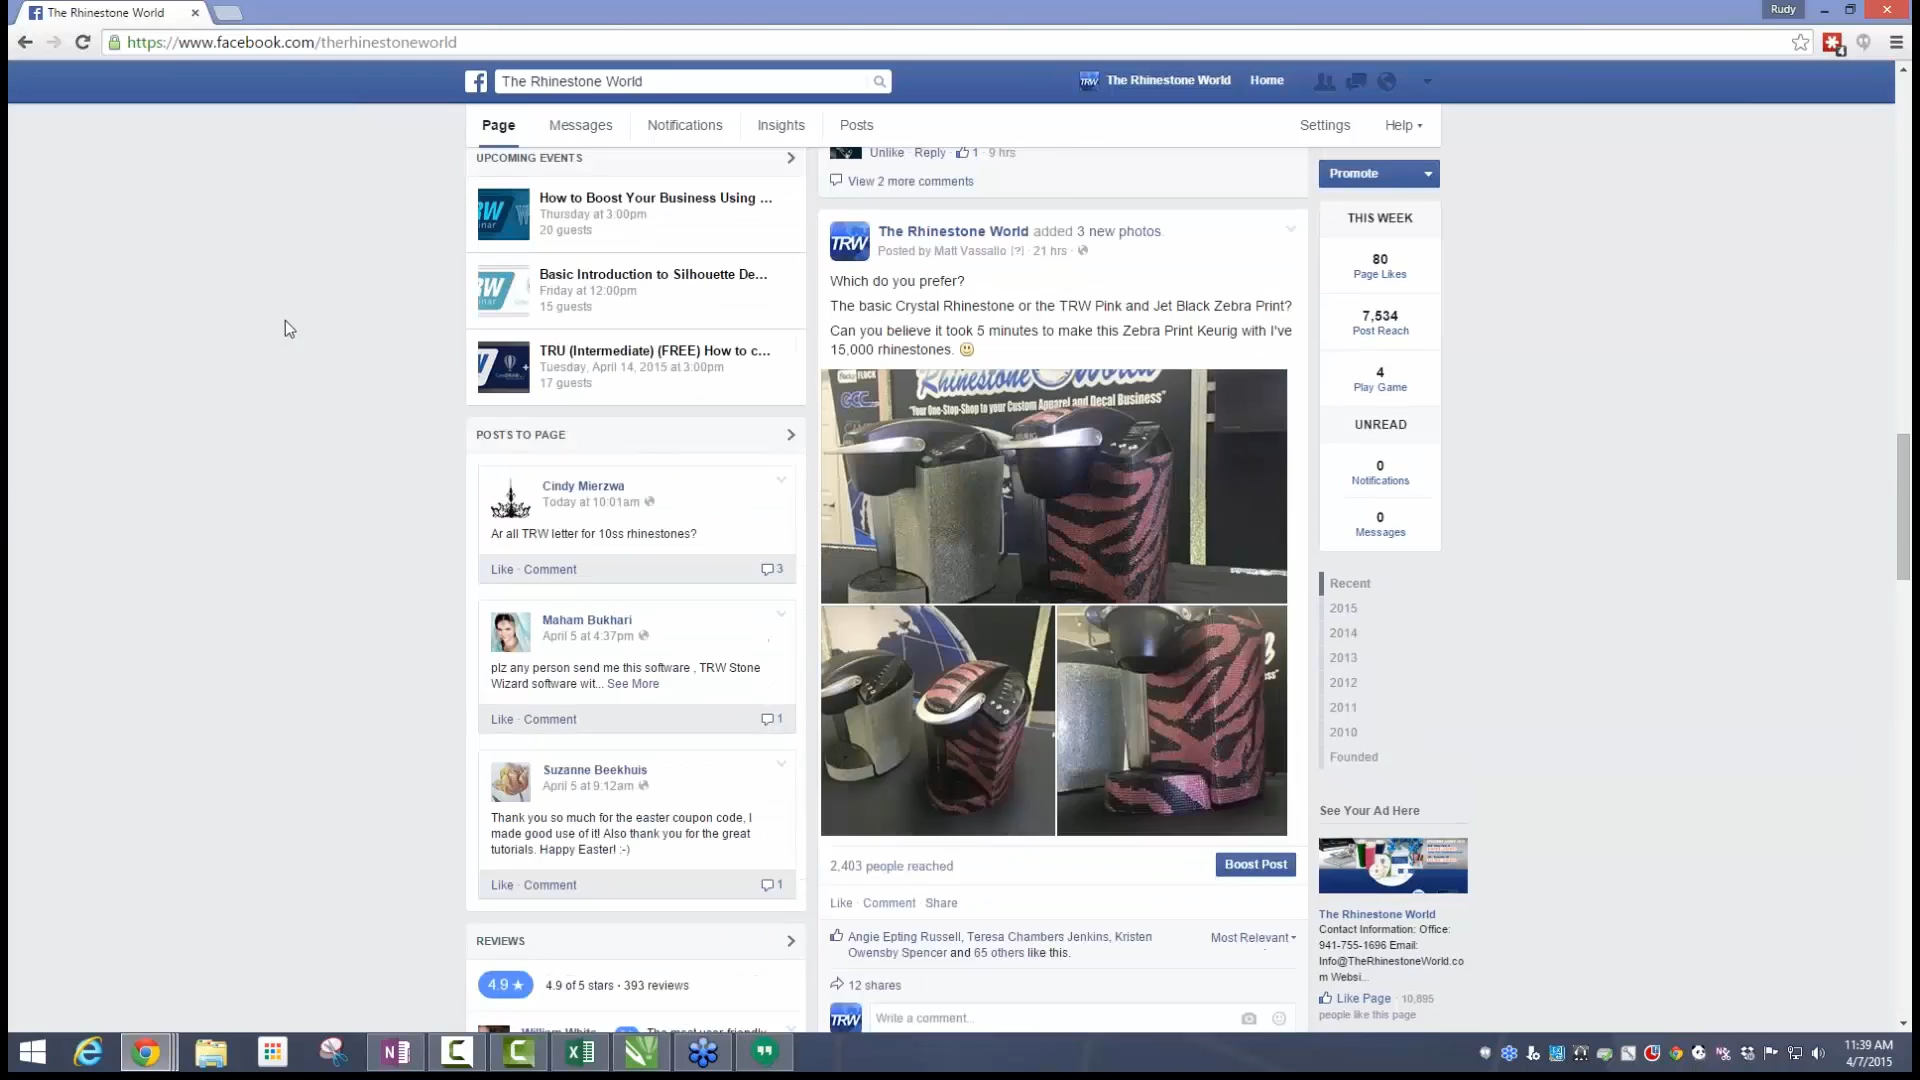 The Rhinestone World
Rudy
https://www.facebook.com/therhinestoneworld
The Rhinestone World
TRW The Rhinestone World Home
Page Messages Notifications Insights Posts Settings Help
UPCOMING EVENTS
How to Boost Your Business Using ...
Thursday at 3:00pm
20 guests
Basic Introduction to Silhouette De...
Friday at 12:00pm
15 guests
TRU (Intermediate) (FREE) How to c...
Tuesday, April 14, 2015 at 3:00pm
17 guests
POSTS TO PAGE
Cindy Mierzwa
Today at 10:01am
Ar all TRW letter for 10ss rhinestones?
Like · Comment 3
Maham Bukhari
April 5 at 4:37pm
plz any person send me this software , TRW Stone
Wizard software wit... See More
Like · Comment 1
Suzanne Beekhuis
April 5 at 9:12am
Thank you so much for the easter coupon code, I
made good use of it! Also thank you for the great
tutorials. Happy Easter! :-)
Like · Comment 1
REVIEWS
4.9 ★ 4.9 of 5 stars · 393 reviews
William White The most user friendly
Unlike · Reply · 1 · 9 hrs
View 2 more comments
TRW
The Rhinestone World added 3 new photos.
Posted by Matt Vassallo [?] · 21 hrs ·
Which do you prefer?
The basic Crystal Rhinestone or the TRW Pink and Jet Black Zebra Print?
Can you believe it took 5 minutes to make this Zebra Print Keurig with I've
15,000 rhinestones.
Rhinestone World
GCC
"Your One-Stop-Shop to your Custom Apparel and Decal Business"
2,403 people reached
Boost Post
Like · Comment · Share
Angie Epting Russell, Teresa Chambers Jenkins, Kristen
Owensby Spencer and 65 others like this.
Most Relevant
12 shares
TRW
Write a comment...
Promote
THIS WEEK
80
Page Likes
7,534
Post Reach
4
Play Game
UNREAD
0
Notifications
0
Messages
Recent
2015
2014
2013
2012
2011
2010
Founded
See Your Ad Here
The Rhinestone World
Contact Information: Office:
941-755-1696 Email:
Info@TheRhinestoneWorld.co
m Websi...
Like Page · 10,895
people like this page
11:39 AM
4/7/2015